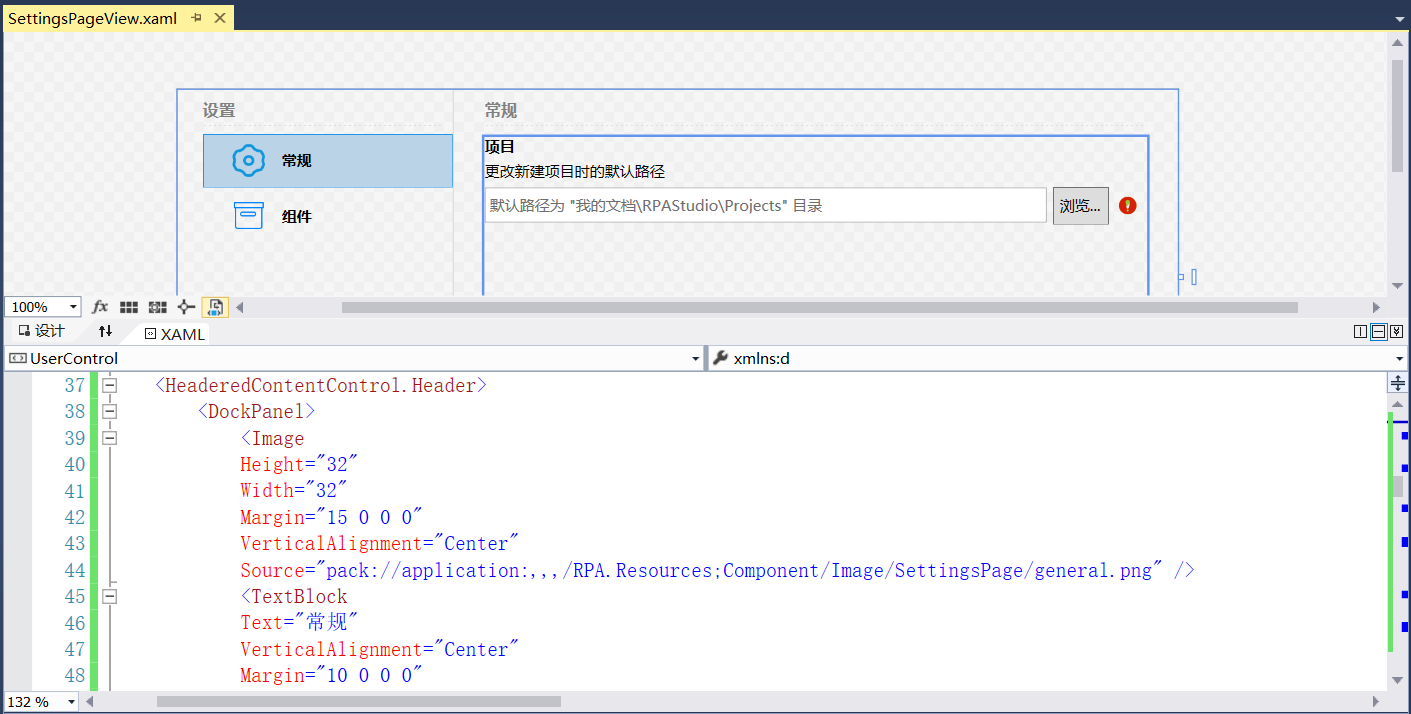 SettingsPageView.xaml
设置
常规
常规
组件
项目
更改新建项目时的默认路径
默认路径为 "我的文档\RPAStudio\Projects" 目录
浏览...
100%
fx
设计
XAML
UserControl
xmlns:d
37 <HeaderedContentControl.Header>
38 <DockPanel>
39 <Image
40 Height="32"
41 Width="32"
42 Margin="15 0 0 0"
43 VerticalAlignment="Center"
44 Source="pack://application:,,,/RPA.Resources;Component/Image/SettingsPage/general.png" />
45 <TextBlock
46 Text="常规"
47 VerticalAlignment="Center"
48 Margin="10 0 0 0"
132 %